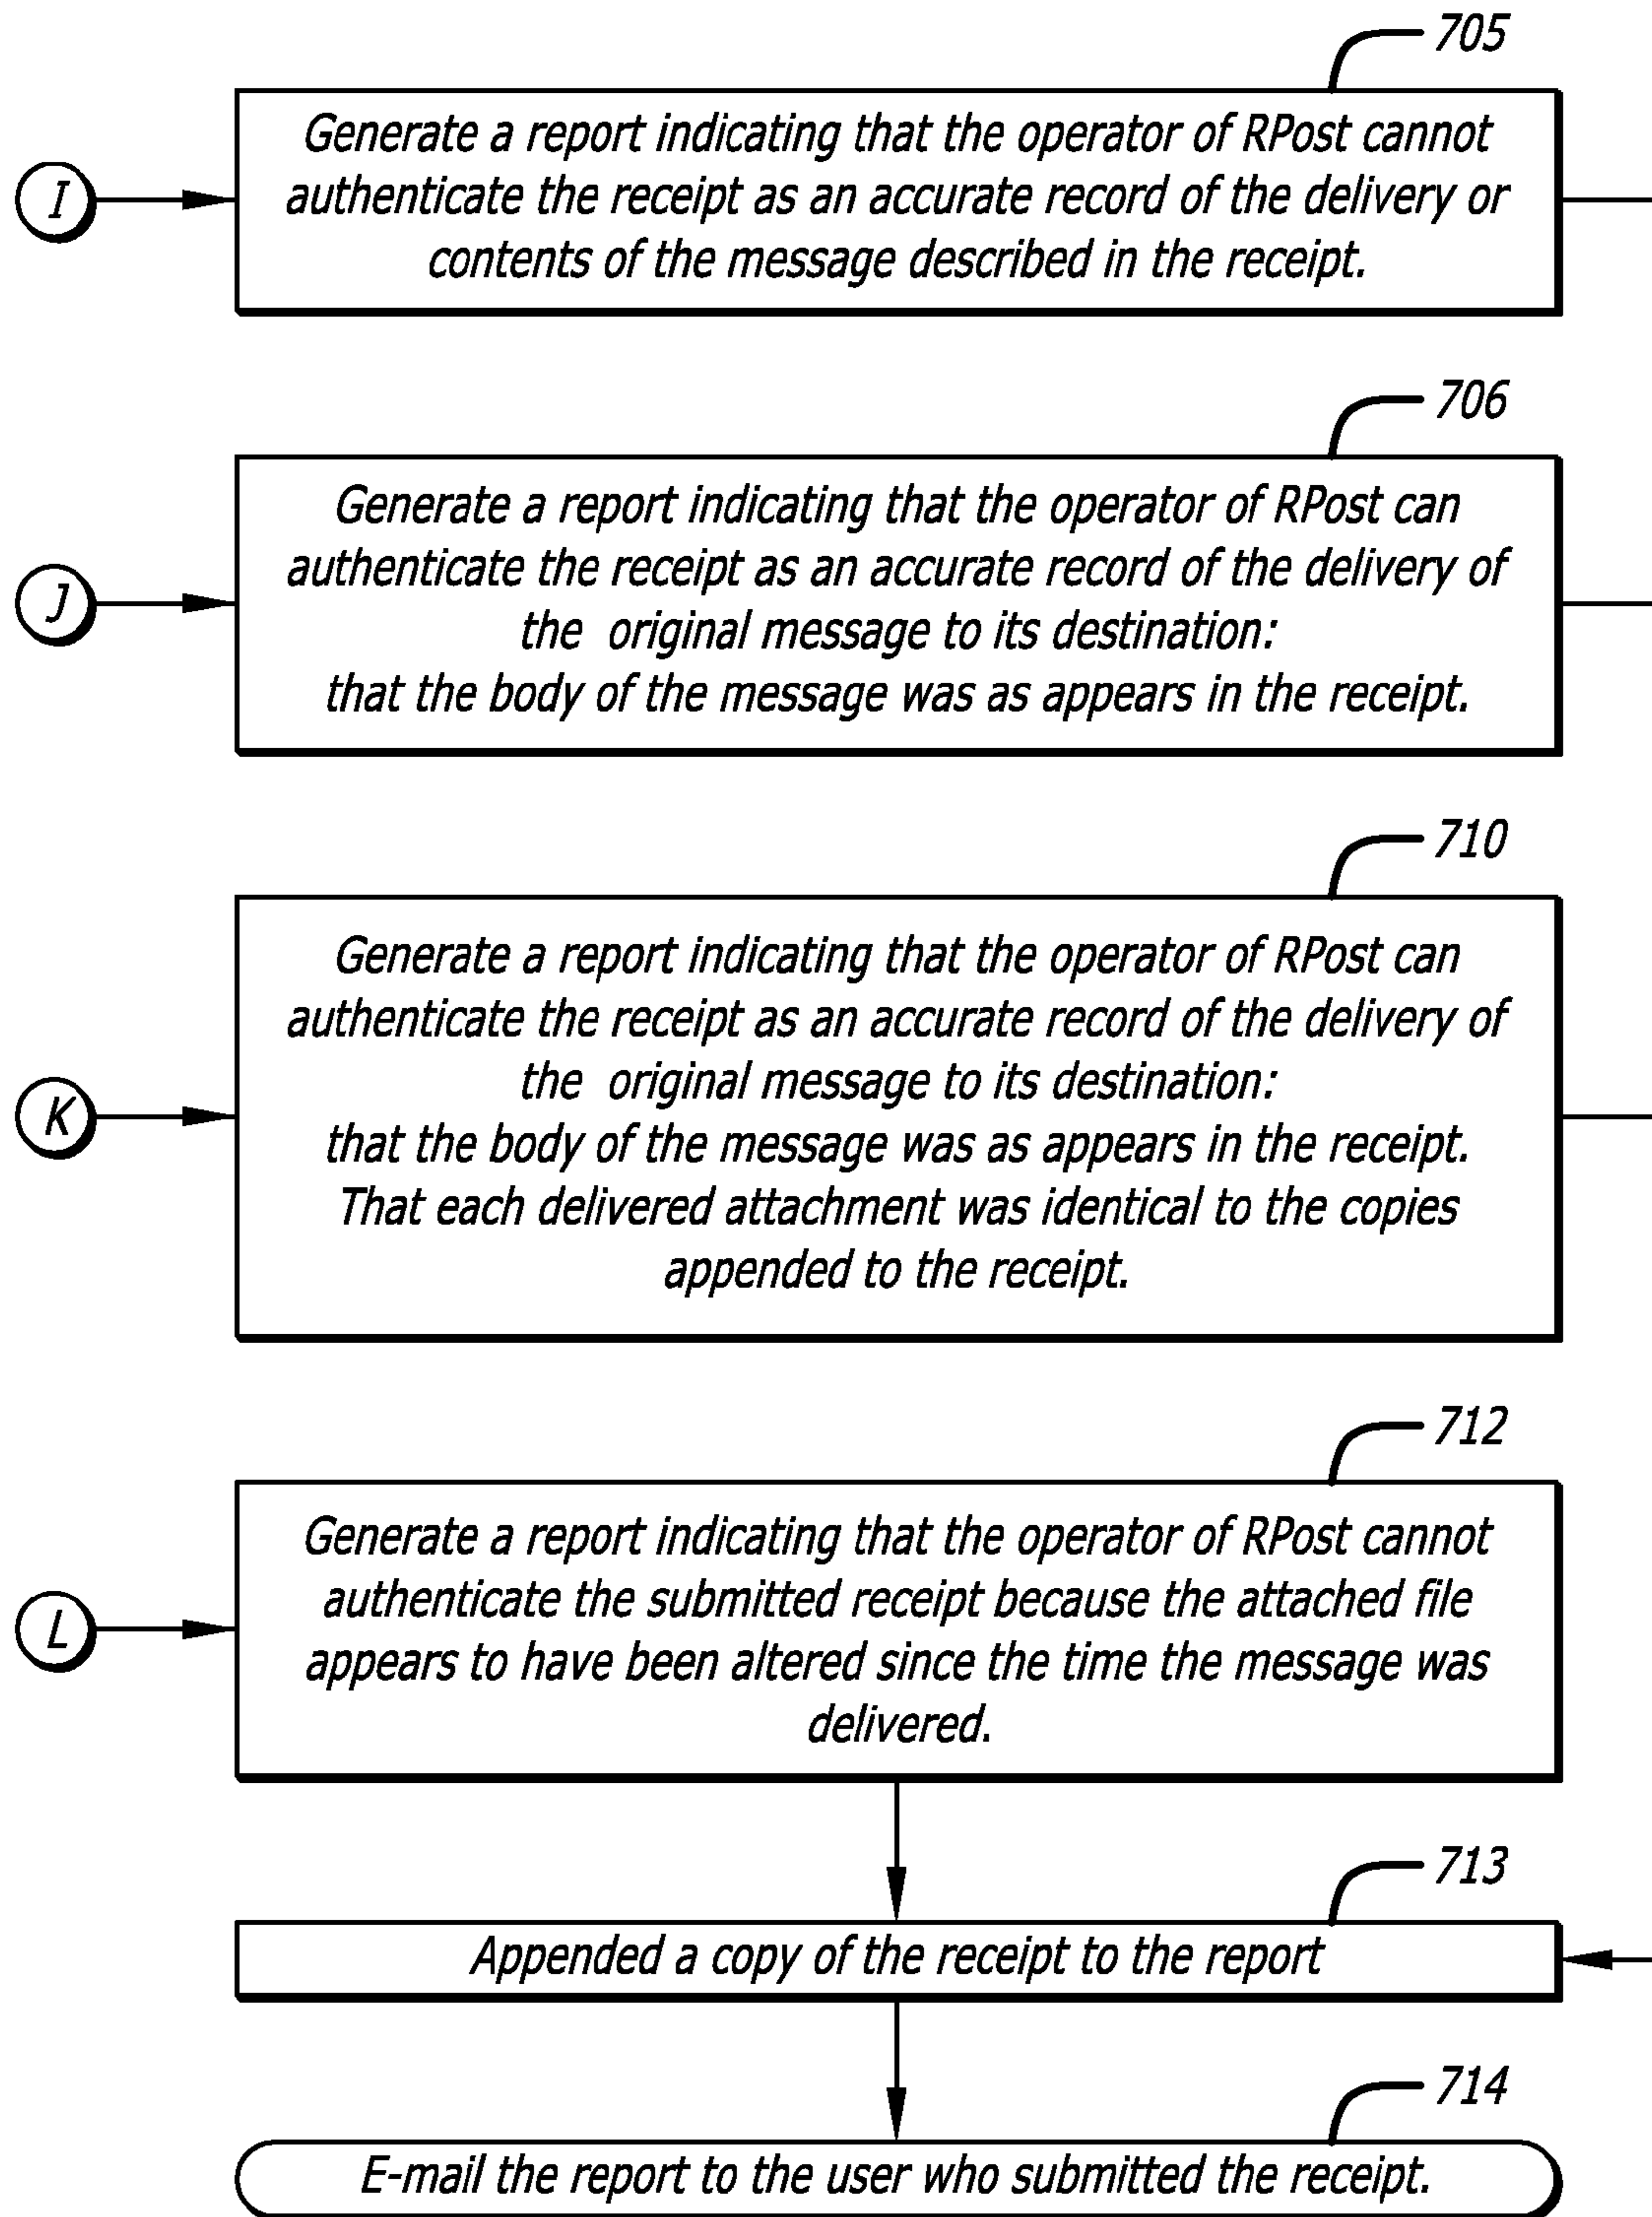 705
Generate a report indicating that the operator of RPost cannot
authenticate the receipt as an accurate record of the delivery or
contents of the message described in the receipt.
I
706
Generate a report indicating that the operator of RPost can
authenticate the receipt as an accurate record of the delivery of
the original message to its destination:
that the body of the message was as appears in the receipt.
J
710
Generate a report indicating that the operator of RPost can
authenticate the receipt as an accurate record of the delivery of
the original message to its destination:
that the body of the message was as appears in the receipt.
That each delivered attachment was identical to the copies
appended to the receipt.
K
712
Generate a report indicating that the operator of RPost cannot
authenticate the submitted receipt because the attached file
appears to have been altered since the time the message was
delivered.
L
713
Appended a copy of the receipt to the report
714
E-mail the report to the user who submitted the receipt.